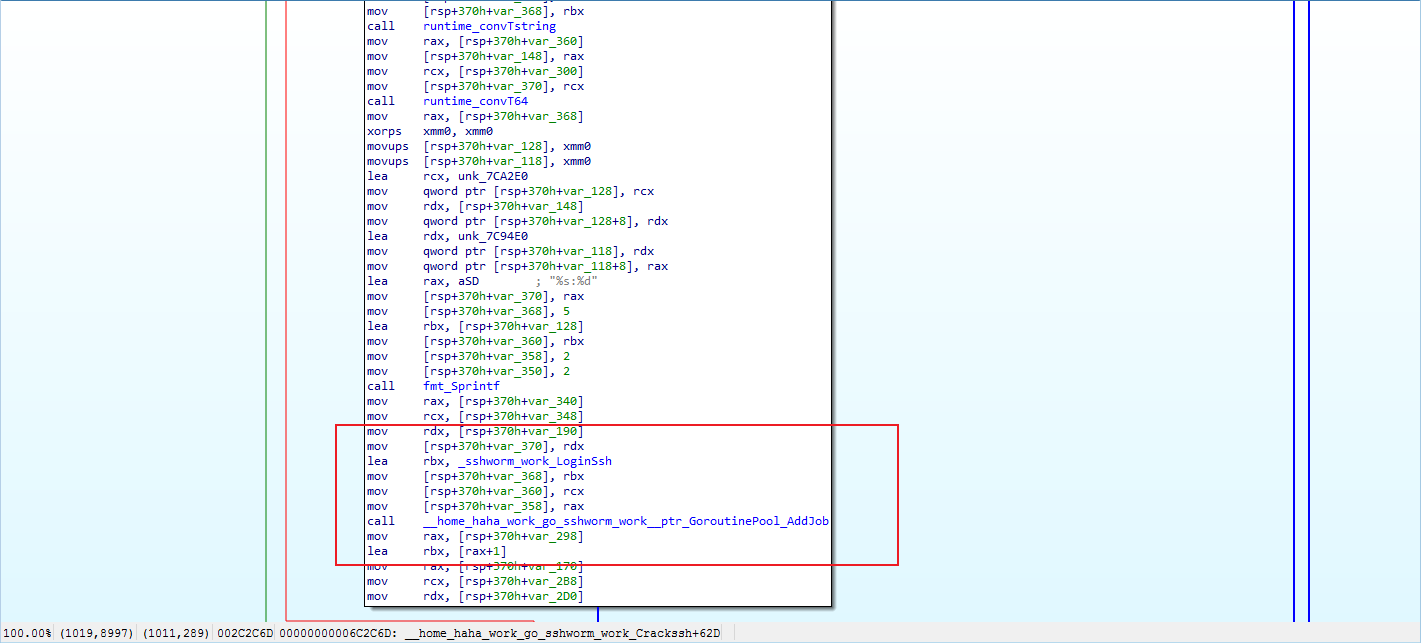 mov [rsp+370h+var_368], rbx
call runtime_convTstring
mov rax, [rsp+370h+var_360]
mov [rsp+370h+var_148], rax
mov rcx, [rsp+370h+var_300]
mov [rsp+370h+var_370], rcx
call runtime_convT64
mov rax, [rsp+370h+var_368]
xorps xmm0, xmm0
movups [rsp+370h+var_128], xmm0
movups [rsp+370h+var_118], xmm0
lea rcx, unk_7CA2E0
mov qword ptr [rsp+370h+var_128], rcx
mov rdx, [rsp+370h+var_148]
mov qword ptr [rsp+370h+var_128+8], rdx
lea rdx, unk_7C94E0
mov qword ptr [rsp+370h+var_118], rdx
mov qword ptr [rsp+370h+var_118+8], rax
lea rax, aSD ; "%s:%d"
mov [rsp+370h+var_370], rax
mov [rsp+370h+var_368], 5
lea rbx, [rsp+370h+var_128]
mov [rsp+370h+var_360], rbx
mov [rsp+370h+var_358], 2
mov [rsp+370h+var_350], 2
call fmt_Sprintf
mov rax, [rsp+370h+var_340]
mov rcx, [rsp+370h+var_348]
mov rdx, [rsp+370h+var_190]
mov [rsp+370h+var_370], rdx
lea rbx, _sshworm_work_LoginSsh
mov [rsp+370h+var_368], rbx
mov [rsp+370h+var_360], rcx
mov [rsp+370h+var_358], rax
call __home_haha_work_go_sshworm_work__ptr_GoroutinePool_AddJob
mov rax, [rsp+370h+var_298]
lea rbx, [rax+1]
mov rax, [rsp+370h+var_170]
mov rcx, [rsp+370h+var_2B8]
mov rdx, [rsp+370h+var_2D0]
100.00% (1019,8997) (1011,289) 002C2C6D 00000000006C2C6D: __home_haha_work_go_sshworm_work_Crackssh+62D